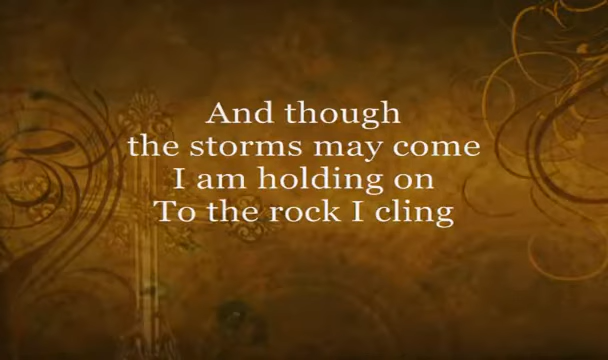 And though
the storms may come
I am holding on
To the rock I cling